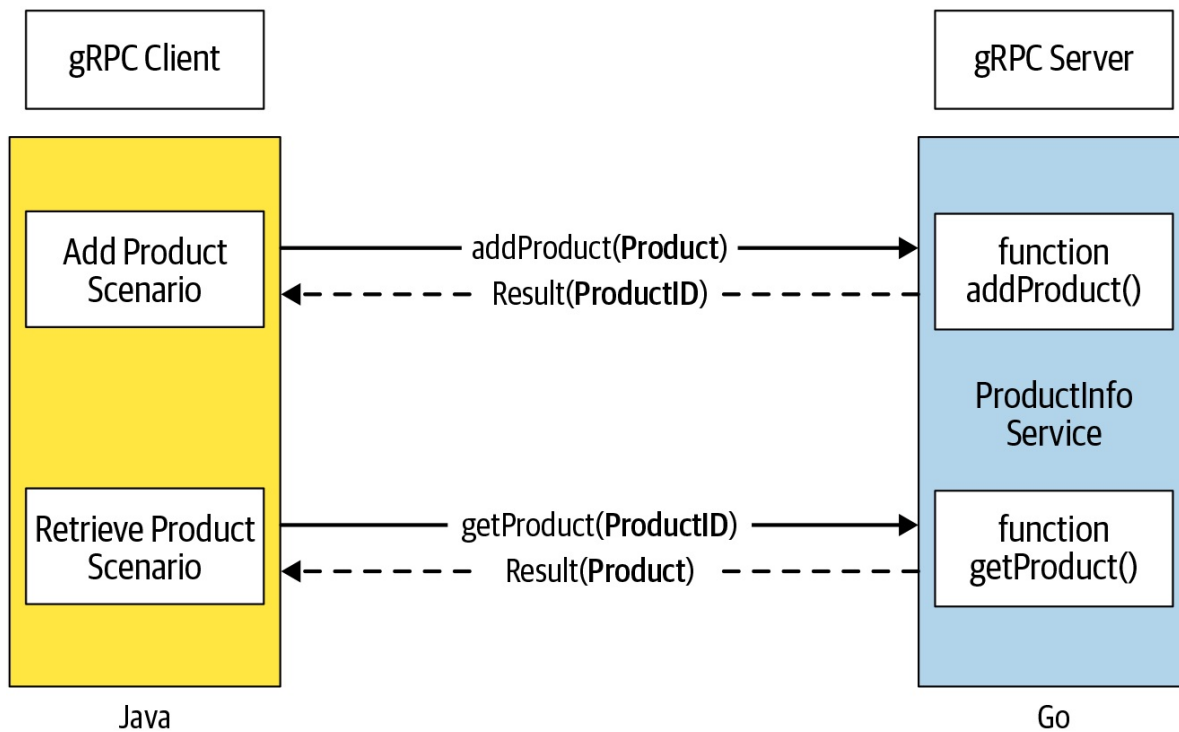 gRPC Client
gRPC Server
Add Product
Scenario
addProduct(Product)
Result(ProductID)
function
addProduct()
ProductInfo
Service
Retrieve Product
Scenario
getProduct(ProductID)
Result(Product)
function
getProduct()
Java
Go